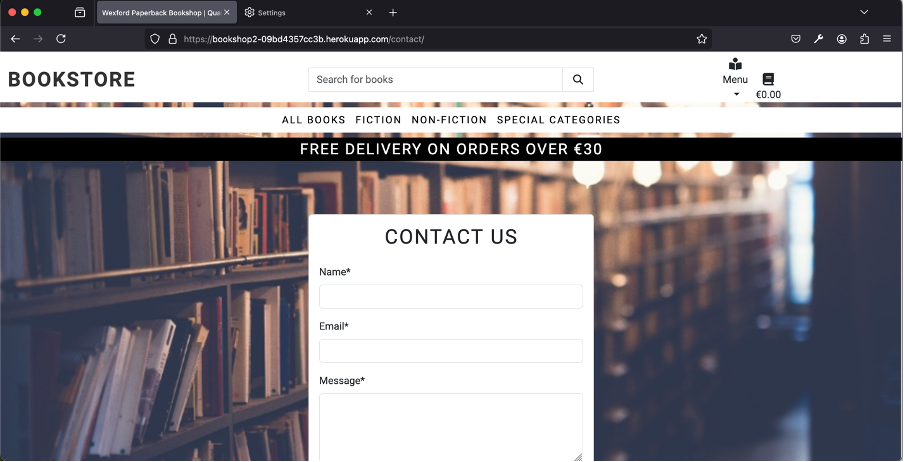 Wexford Paperback Bookshop | Qua
Settings
https://bookshop2-09bd4357cc3b.herokuapp.com/contact/
BOOKSTORE
Search for books
Menu
€0.00
ALL BOOKS FICTION NON-FICTION SPECIAL CATEGORIES
FREE DELIVERY ON ORDERS OVER €30
CONTACT US
Name*
Email*
Message*